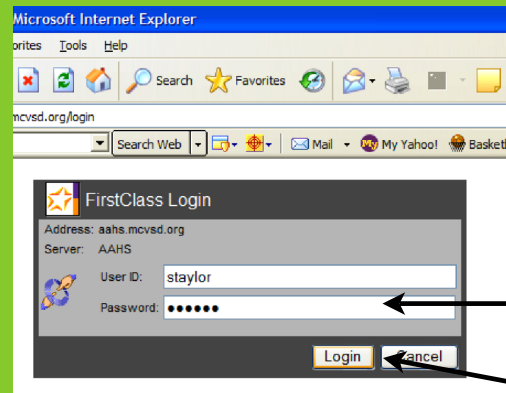 Microsoft Internet Explorer
orites Tools Help
Search Favorites
mcvsd.org/login
Search Web Mail My Yahoo! Basketb
FirstClass Login
Address: aahs.mcvsd.org
Server: AAHS
User ID: staylor
Password: ●●●●●●
Login Cancel